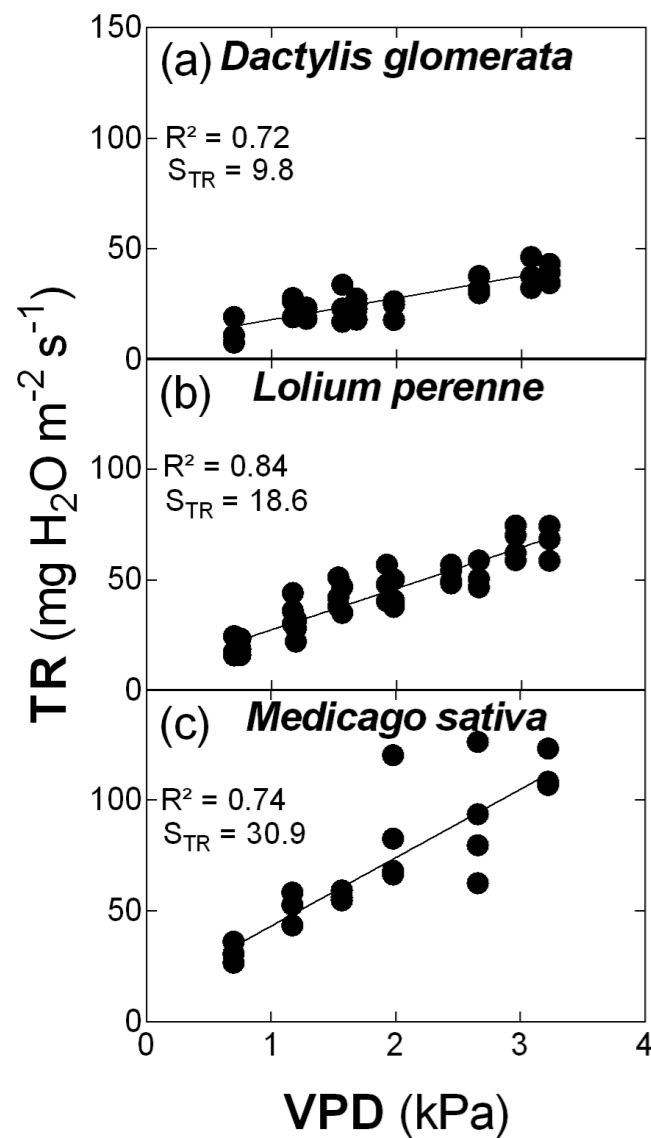 150
(a) Dactylis glomerata
R² = 0.72
S_TR = 9.8
100
50
0
(b) Lolium perenne
R² = 0.84
S_TR = 18.6
100
50
0
(c) Medicago sativa
R² = 0.74
S_TR = 30.9
100
50
0
0 1 2 3 4
TR (mg H₂O m⁻² s⁻¹)
VPD (kPa)